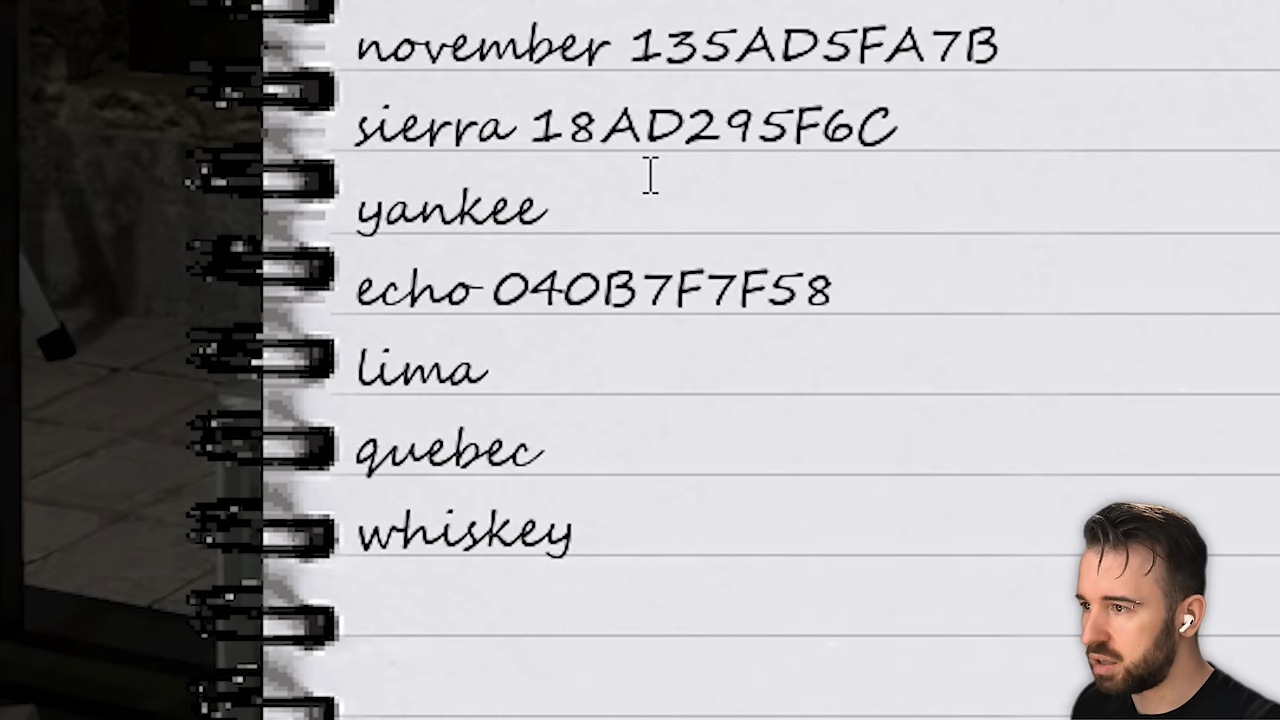 november 135AD5FA7B
sierra 18AD295F6C
yankee
echo 040B7F7F58
lima
quebec
whiskey